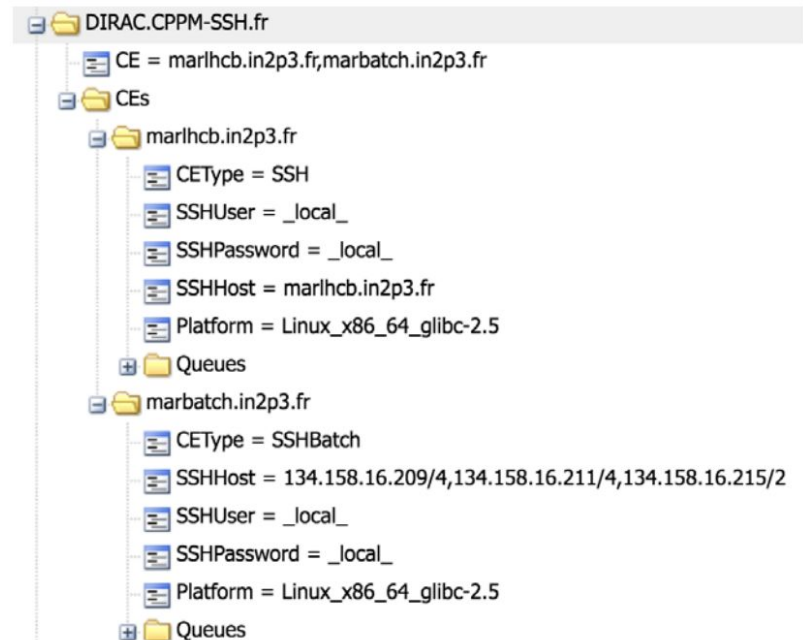 DIRAC.CPPM-SSH.fr
CE = marlhcb.in2p3.fr,marbatch.in2p3.fr
CEs
marlhcb.in2p3.fr
CEType = SSH
SSHUser = _local_
SSHPassword = _local_
SSHHost = marlhcb.in2p3.fr
Platform = Linux_x86_64_glibc-2.5
Queues
marbatch.in2p3.fr
CEType = SSHBatch
SSHHost = 134.158.16.209/4,134.158.16.211/4,134.158.16.215/2
SSHUser = _local_
SSHPassword = _local_
Platform = Linux_x86_64_glibc-2.5
Queues